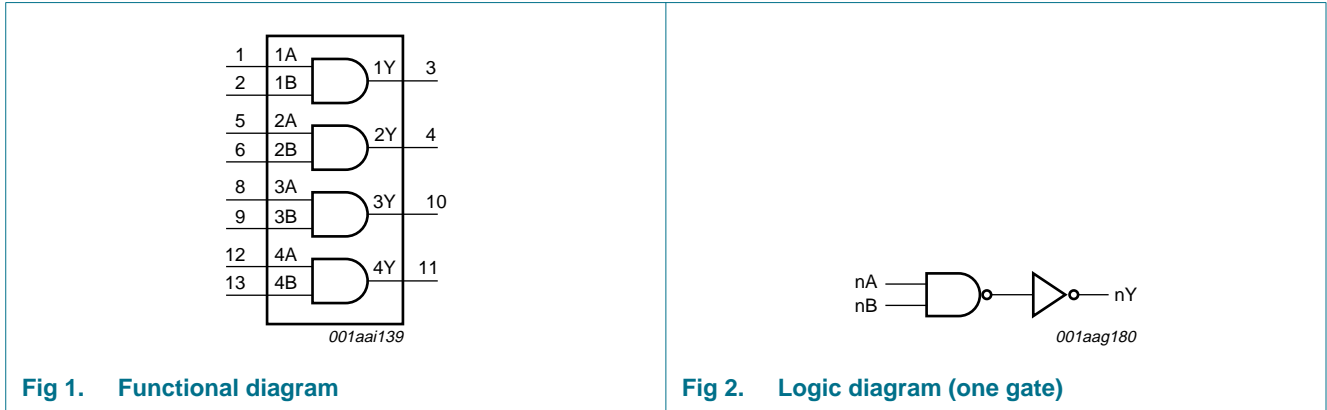 1 1A 1Y 3
2 1B
5 2A 2Y 4
6 2B
8 3A 3Y 10
9 3B
12 4A 4Y 11
13 4B
001aai139
Fig 1. Functional diagram
nA nY
nB
001aag180
Fig 2. Logic diagram (one gate)